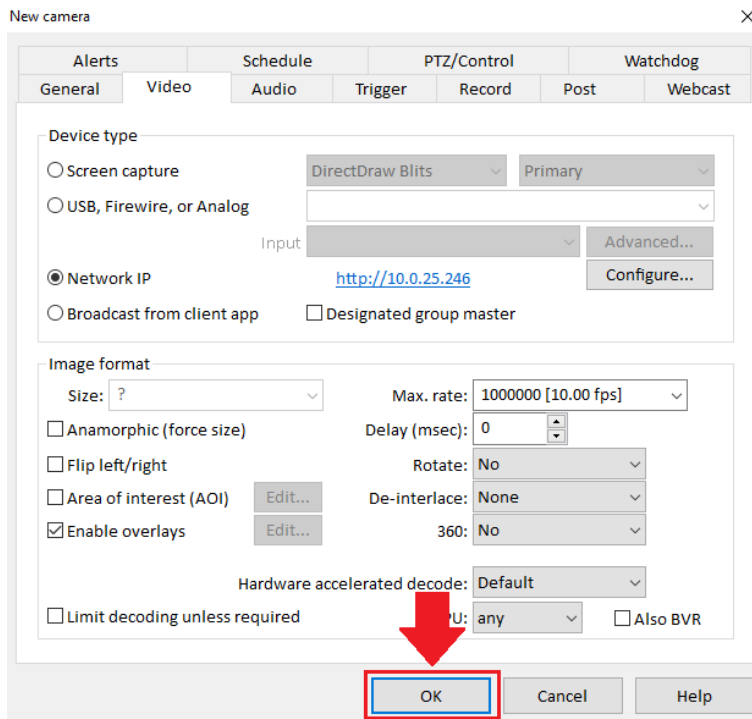 New camera
Alerts Schedule PTZ/Control Watchdog
General Video Audio Trigger Record Post Webcast
Device type
Screen capture DirectDraw Blits Primary
USB, Firewire, or Analog
Input Advanced...
Network IP http://10.0.25.246 Configure...
Broadcast from client app Designated group master
Image format
Size: ? Max. rate: 1000000 [10.00 fps]
Anamorphic (force size) Delay (msec): 0
Flip left/right Rotate: No
Area of interest (AOI) Edit... De-interlace: None
Enable overlays Edit... 360: No
Hardware accelerated decode: Default
Limit decoding unless required PU: any Also BVR
OK Cancel Help